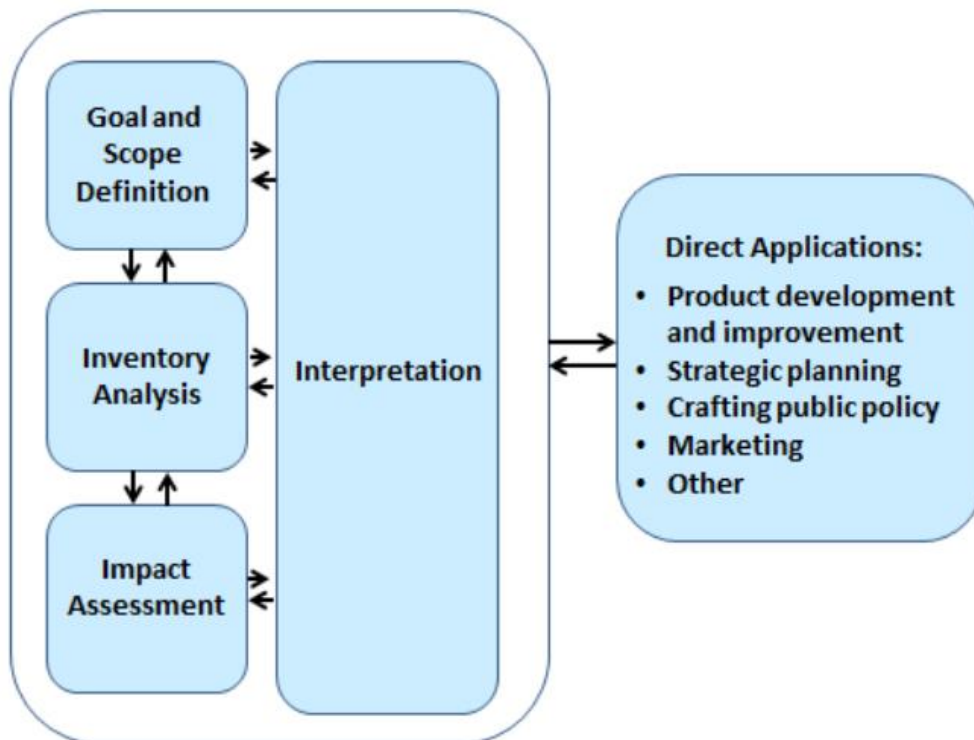 Goal and
Scope
Definition
Inventory
Analysis
Impact
Assessment
Interpretation
Direct Applications:
• Product development
and improvement
• Strategic planning
• Crafting public policy
• Marketing
• Other